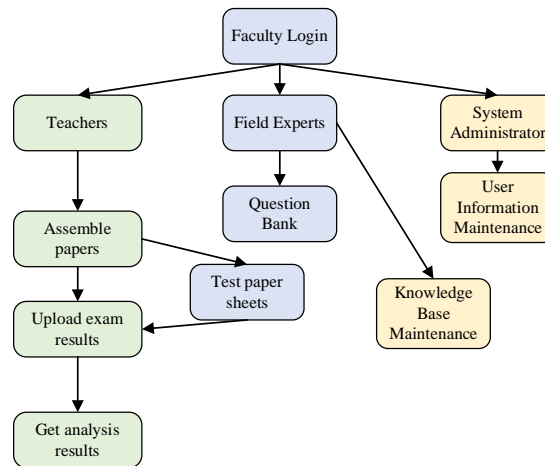 Faculty Login
Teachers
Field Experts
System
Administrator
Question
Bank
User
Information
Maintenance
Assemble
papers
Test paper
sheets
Knowledge
Base
Maintenance
Upload exam
results
Get analysis
results